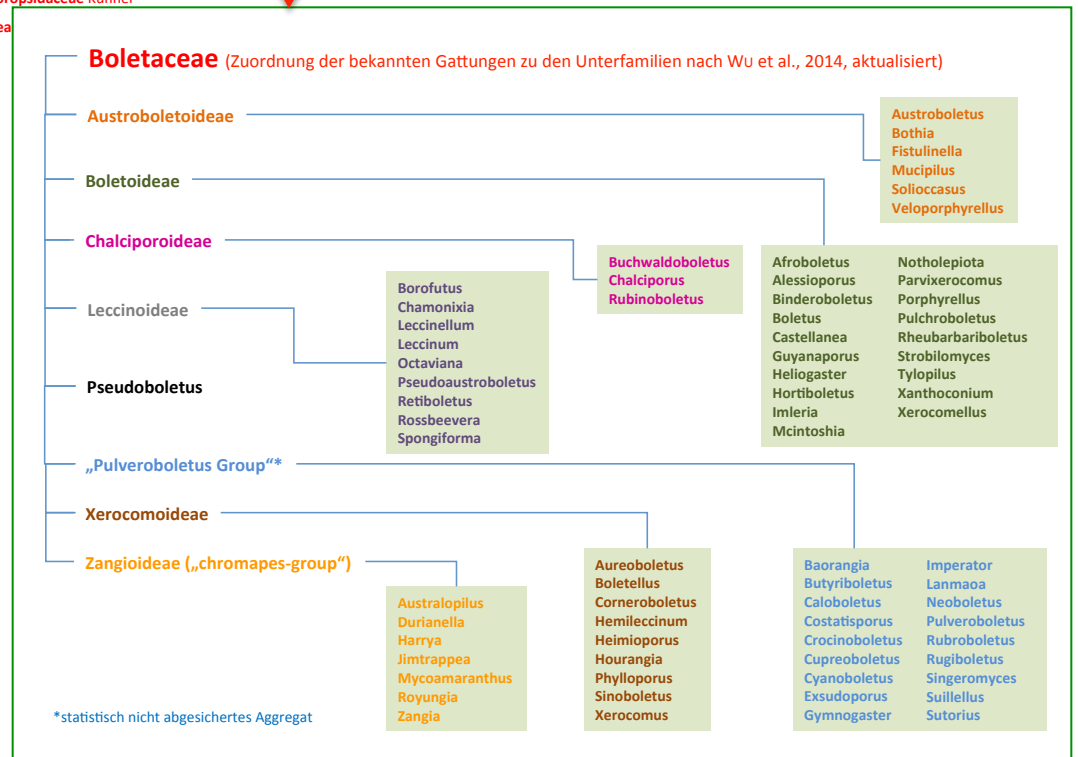 opsidaceae Kühner
ea
Boletaceae (Zuordnung der bekannten Gattungen zu den Unterfamilien nach Wu et al., 2014, aktualisiert)
Austroboletoideae
Austroboletus
Bothia
Fistulinella
Mucipilus
Solioccasus
Veloporphyrellus
Boletoideae
Afroboletus
Alessioporus
Binderoboletus
Boletus
Castellanea
Guyanaporus
Heliogaster
Hortiboletus
Imleria
Mcintoshia
Notholepiota
Parvixerocomus
Porphyrellus
Pulchroboletus
Rheubarbariboletus
Strobilomyces
Tylopilus
Xanthoconium
Xerocomellus
Chalciporoideae
Buchwaldoboletus
Chalciporus
Rubinoboletus
Leccinoideae
Borofutus
Chamonixia
Leccinellum
Leccinum
Octaviana
Pseudoaustroboletus
Retiboletus
Rossbeevera
Spongiforma
Pseudoboletus
„Pulveroboletus Group“*
Baorangia
Butyriboletus
Caloboletus
Costatisporus
Crocinoboletus
Cupreoboletus
Cyanoboletus
Exsudoporus
Gymnogaster
Imperator
Lanmaoa
Neoboletus
Pulveroboletus
Rubroboletus
Rugiboletus
Singeromyces
Suillellus
Sutorius
Xerocomoideae
Aureoboletus
Boletellus
Corneroboletus
Hemileccinum
Heimioporus
Hourangia
Phylloporus
Sinoboletus
Xerocomus
Zangioideae („chromapes-group“)
Australopilus
Durianella
Harrya
Jimtrappea
Mycoamaranthus
Royungia
Zangia
*statistisch nicht abgesichertes Aggregat